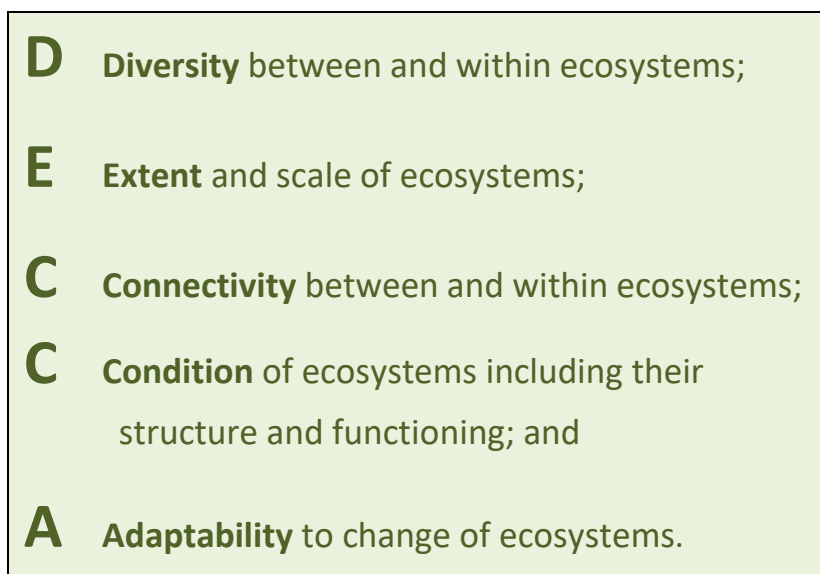 D Diversity between and within ecosystems;
E Extent and scale of ecosystems;
C Connectivity between and within ecosystems;
C Condition of ecosystems including their
structure and functioning; and
A Adaptability to change of ecosystems.